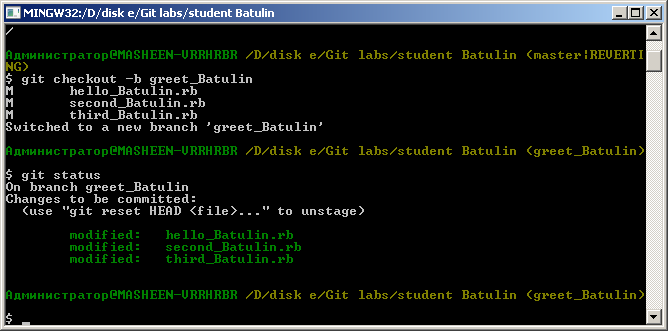 MINGW32:/D/disk e/Git labs/student Batulin
/
Администратор@MASHEEN-VRRHRBR /D/disk e/Git labs/student Batulin (master|REVERTI
NG)
$ git checkout -b greet_Batulin
M       hello_Batulin.rb
M       second_Batulin.rb
M       third_Batulin.rb
Switched to a new branch 'greet_Batulin'
Администратор@MASHEEN-VRRHRBR /D/disk e/Git labs/student Batulin (greet_Batulin)
$ git status
On branch greet_Batulin
Changes to be committed:
  (use "git reset HEAD <file>..." to unstage)
        modified:   hello_Batulin.rb
        modified:   second_Batulin.rb
        modified:   third_Batulin.rb
Администратор@MASHEEN-VRRHRBR /D/disk e/Git labs/student Batulin (greet_Batulin)
$ _